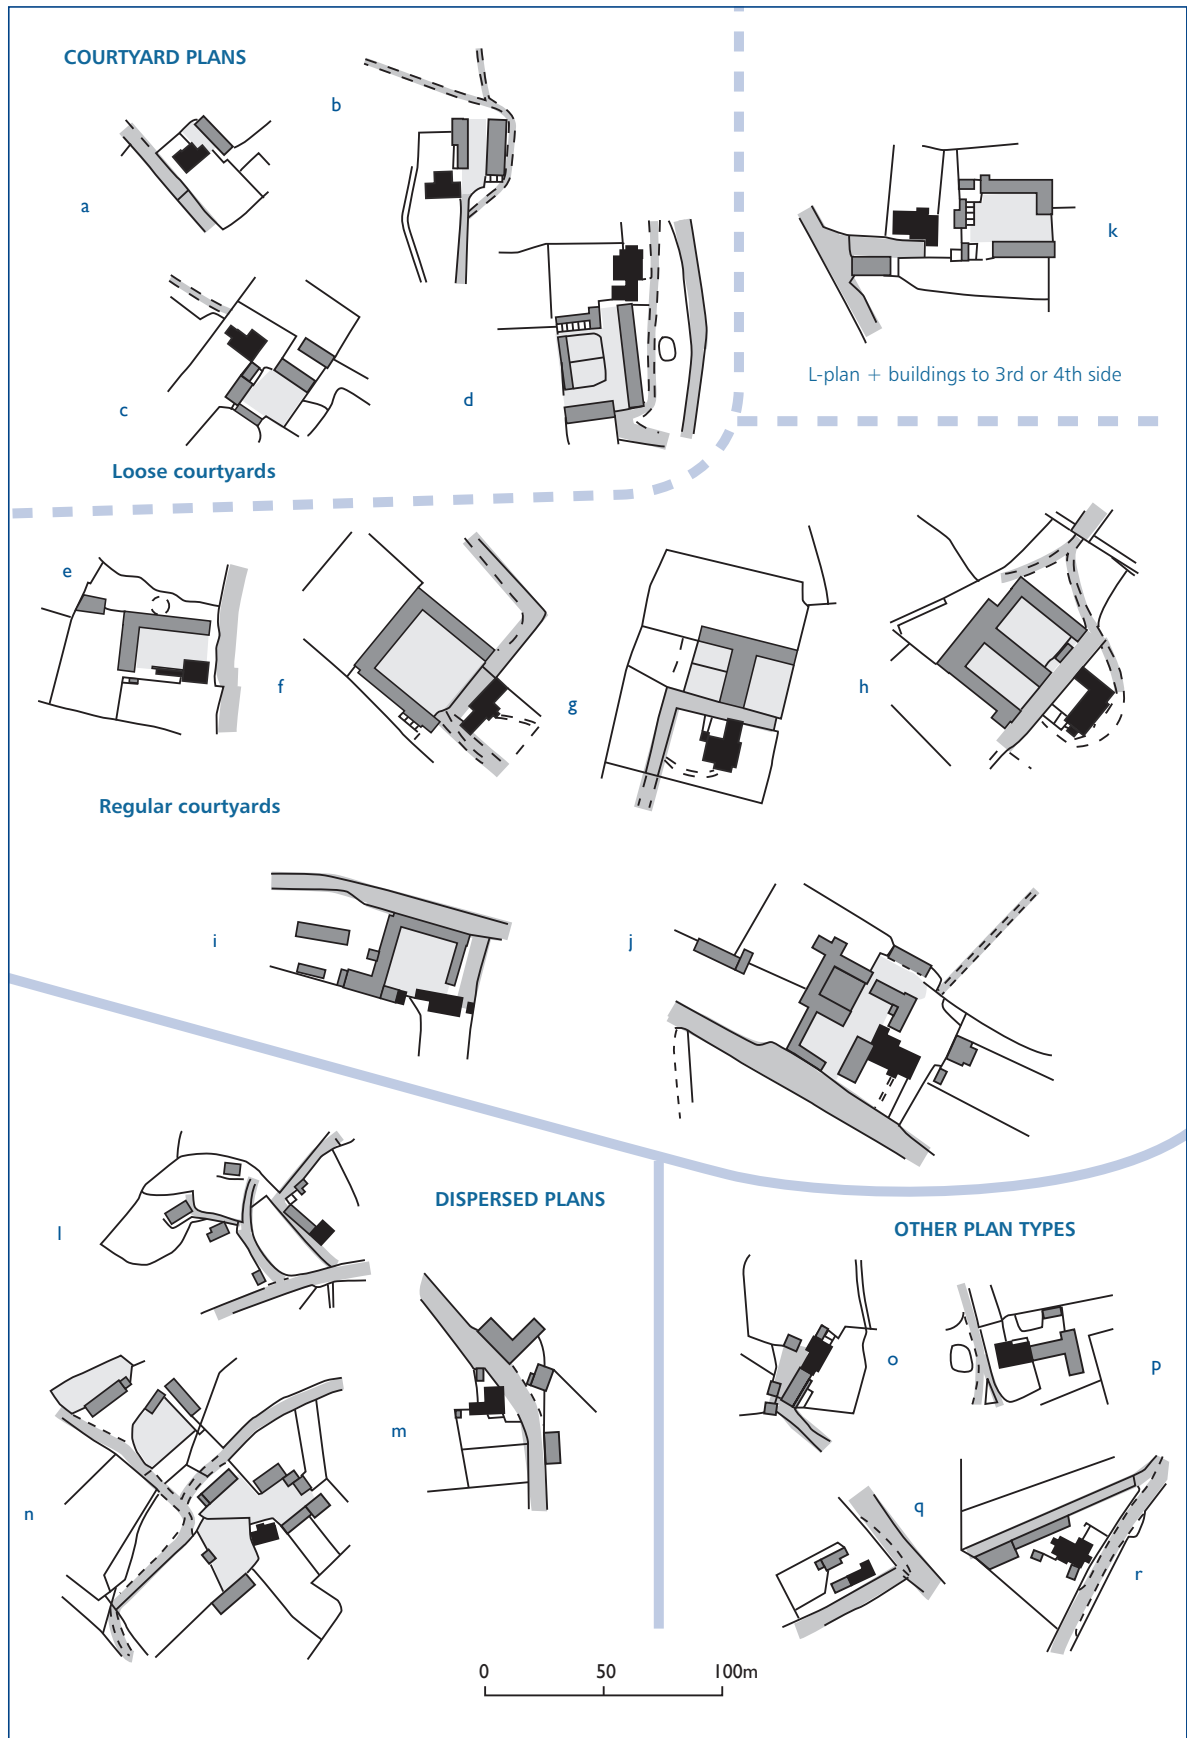 COURTYARD PLANS
b
a
k
L-plan + buildings to 3rd or 4th side
c
d
Loose courtyards
e
f
g
h
Regular courtyards
i
j
DISPERSED PLANS
l
OTHER PLAN TYPES
o
p
m
n
q
r
0 50 100m